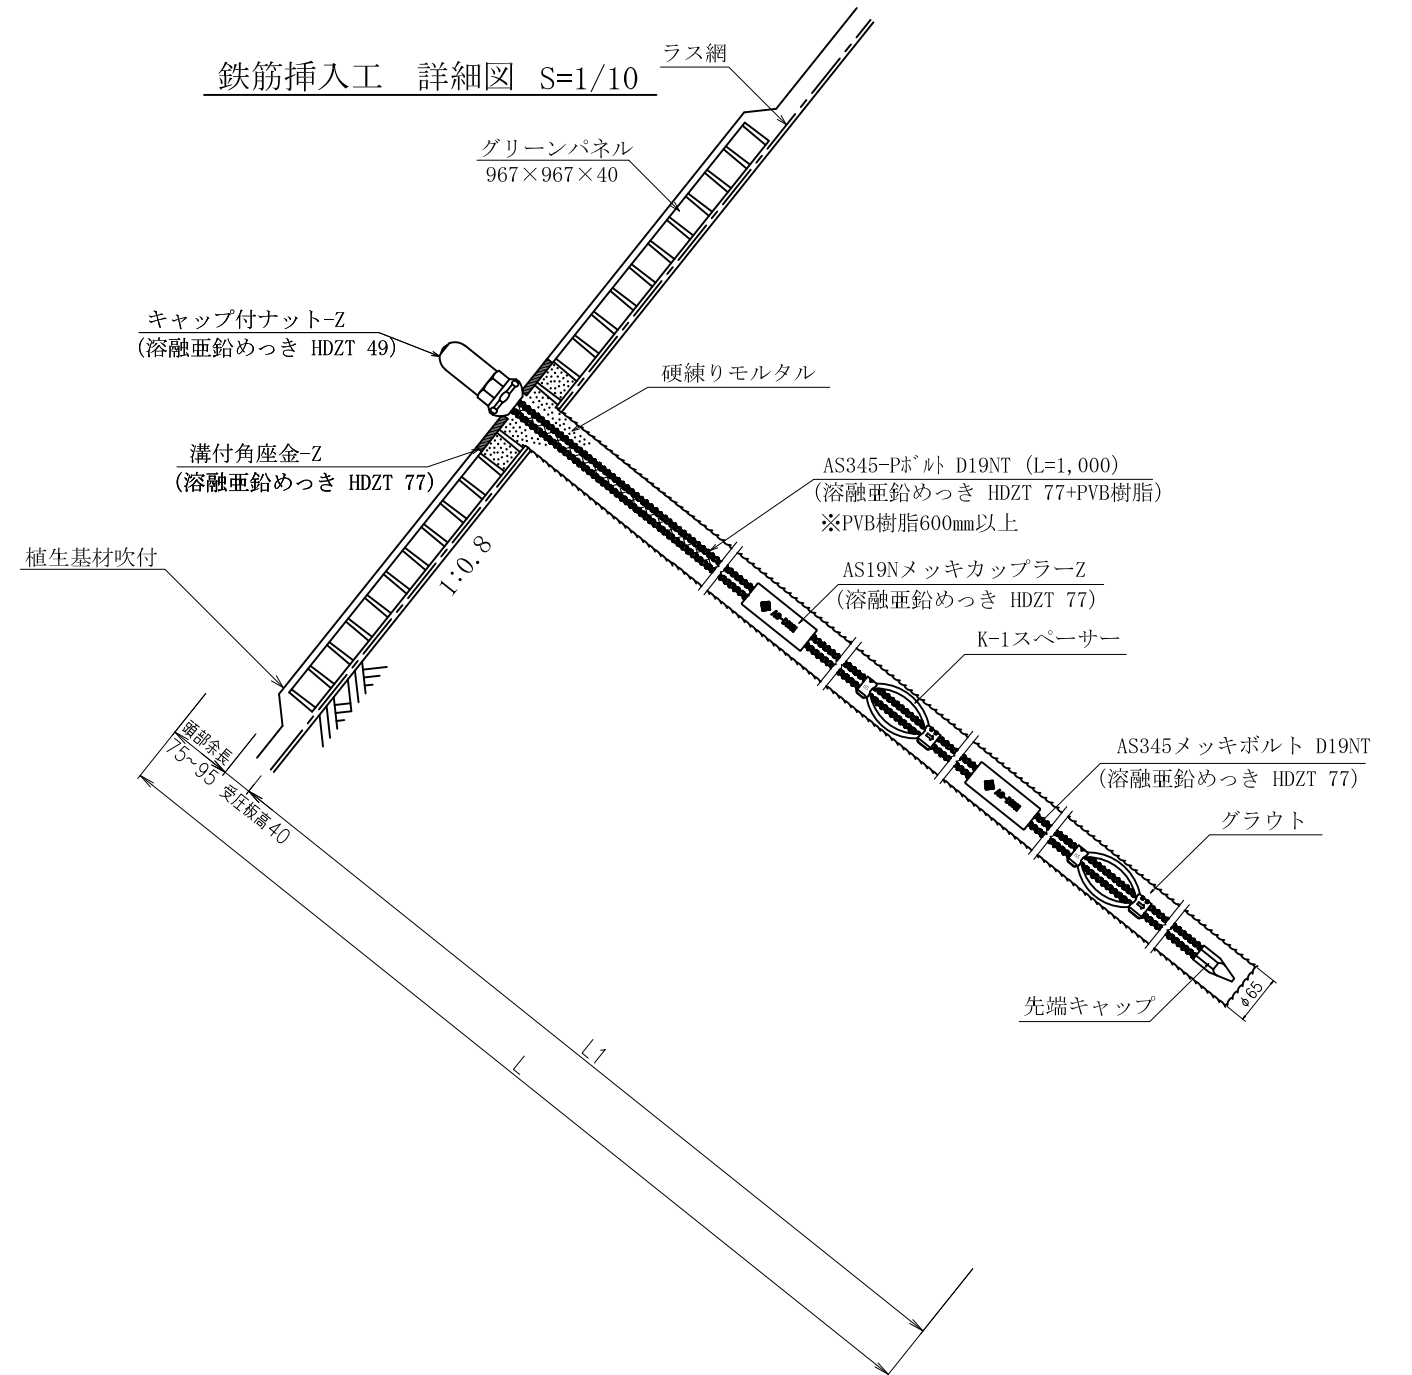 鉄筋挿入工　詳細図　S=1/10
ラス網
グリーンパネル
967×967×40
キャップ付ナット-Z
(溶融亜鉛めっき HDZT 49)
硬練りモルタル
溝付角座金-Z
(溶融亜鉛めっき HDZT 77)
AS345-Pボルト D19NT (L=1,000)
(溶融亜鉛めっき HDZT 77+PVB樹脂)
※PVB樹脂600mm以上
植生基材吹付
1:0.8
AS19NメッキカップラーZ
(溶融亜鉛めっき HDZT 77)
K-1スペーサー
AS345メッキボルト D19NT
(溶融亜鉛めっき HDZT 77)
グラウト
頭部余長
75~95
受圧板高40
先端キャップ
φ65
L1
L